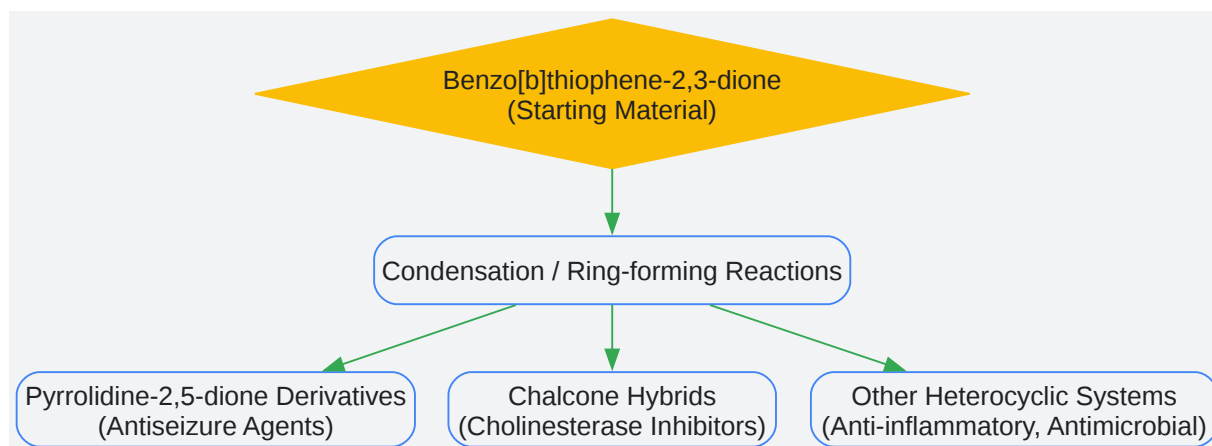 Benzo[b]thiophene-2,3-dione
(Starting Material)
Condensation / Ring-forming Reactions
Pyrrolidine-2,5-dione Derivatives
(Antiseizure Agents)
Chalcone Hybrids
(Cholinesterase Inhibitors)
Other Heterocyclic Systems
(Anti-inflammatory, Antimicrobial)